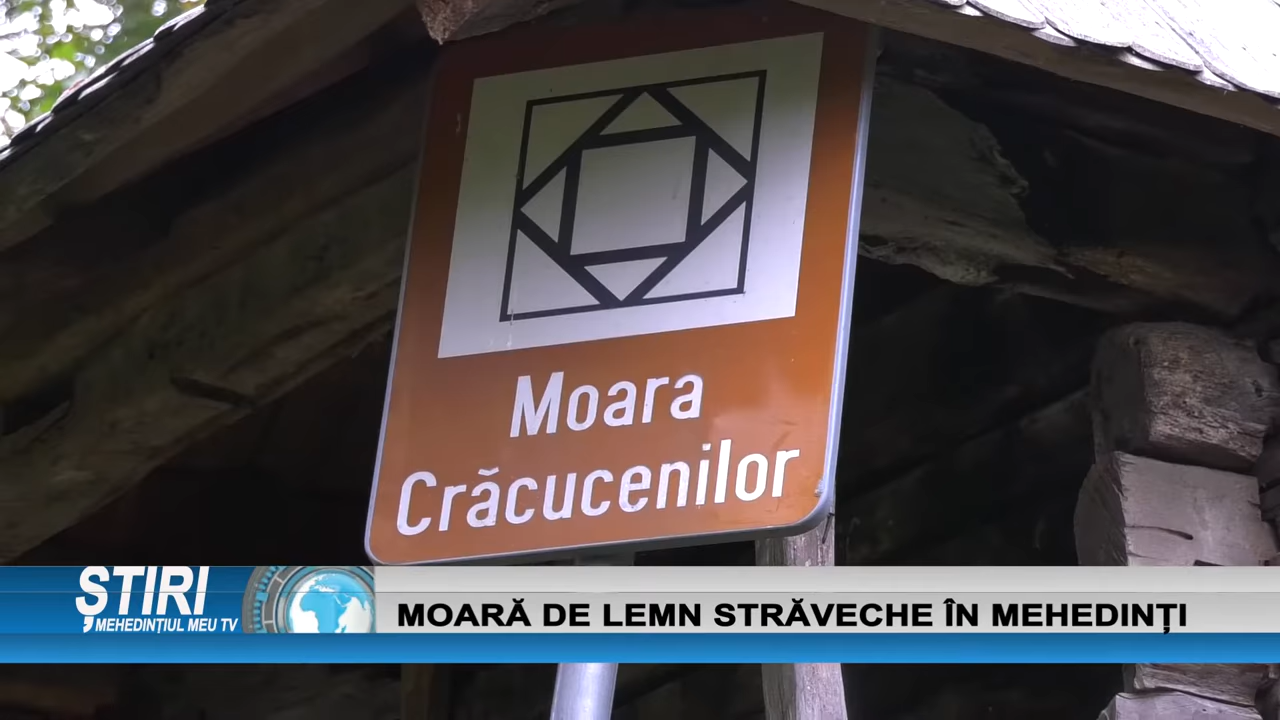 Moara
Crăcucenilor
ȘTIRI
MEHEDINȚIUL MEU TV
MOARĂ DE LEMN STRĂVECHE ÎN MEHEDINȚI